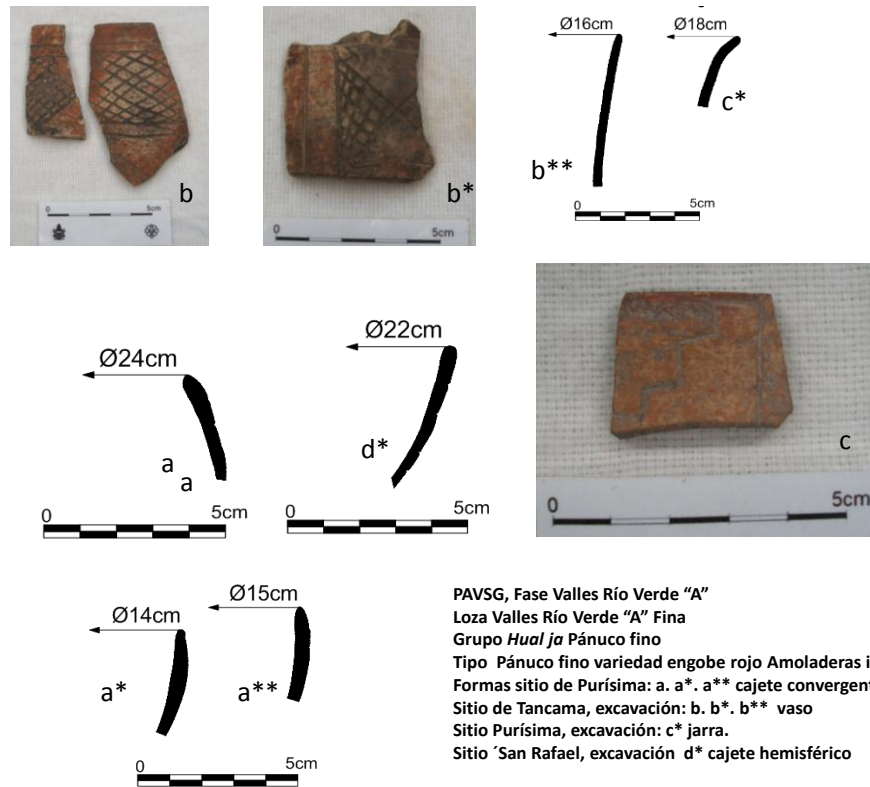 b
0 5cm
b*
0 5cm
Ø16cm
b**
0 5cm
Ø18cm
c*
Ø24cm
a
a
0 5cm
Ø22cm
d*
0 5cm
c
0 5cm
Ø14cm
a*
Ø15cm
a**
0 5cm
PAVSG, Fase Valles Río Verde “A”
Loza Valles Río Verde “A” Fina
Grupo Hual ja Pánuco fino
Tipo Pánuco fino variedad engobe rojo Amoladeras i
Formas sitio de Purísima: a. a*. a** cajete convergent
Sitio de Tancama, excavación: b. b*. b** vaso
Sitio Purísima, excavación: c* jarra.
Sitio ´San Rafael, excavación d* cajete hemisférico